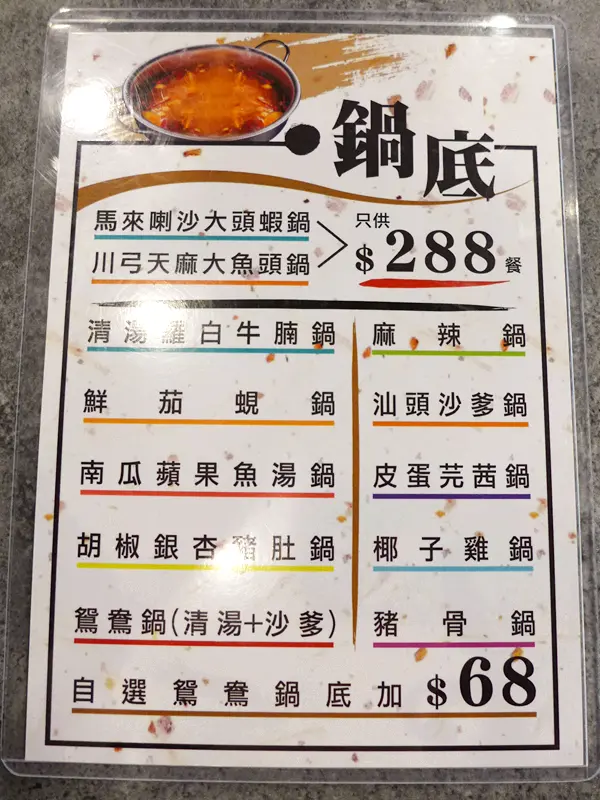 鍋底
馬來喇沙大頭蝦鍋
川弓天麻大魚頭鍋
只供
$288餐
清湯蘿白牛腩鍋
麻辣鍋
鮮茄蜆鍋
汕頭沙爹鍋
南瓜蘋果魚湯鍋
皮蛋芫茜鍋
胡椒銀杏豬肚鍋
椰子雞鍋
鴛鴦鍋(清湯+沙爹)
豬骨鍋
自選鴛鴦鍋底加$68